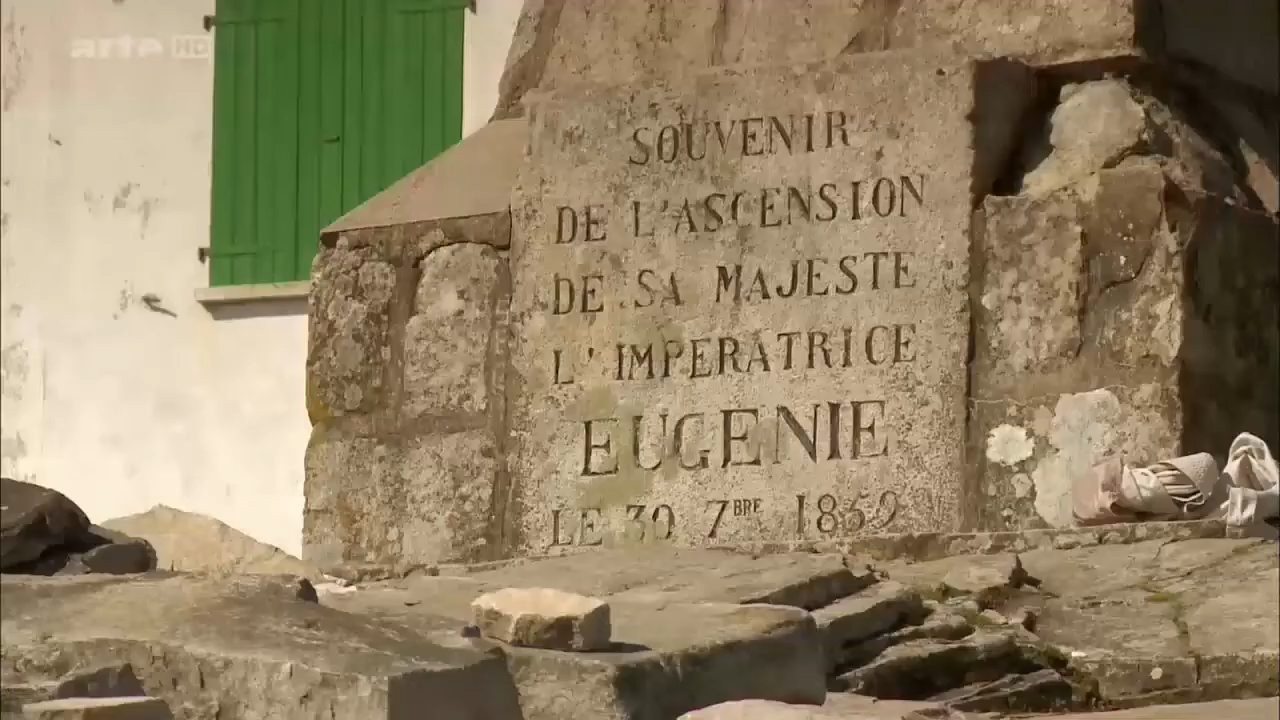 arte HD
SOUVENIR
DE L'ASCENSION
DE SA MAJESTE
L'IMPERATRICE
EUGENIE
LE 30 7BRE 1859